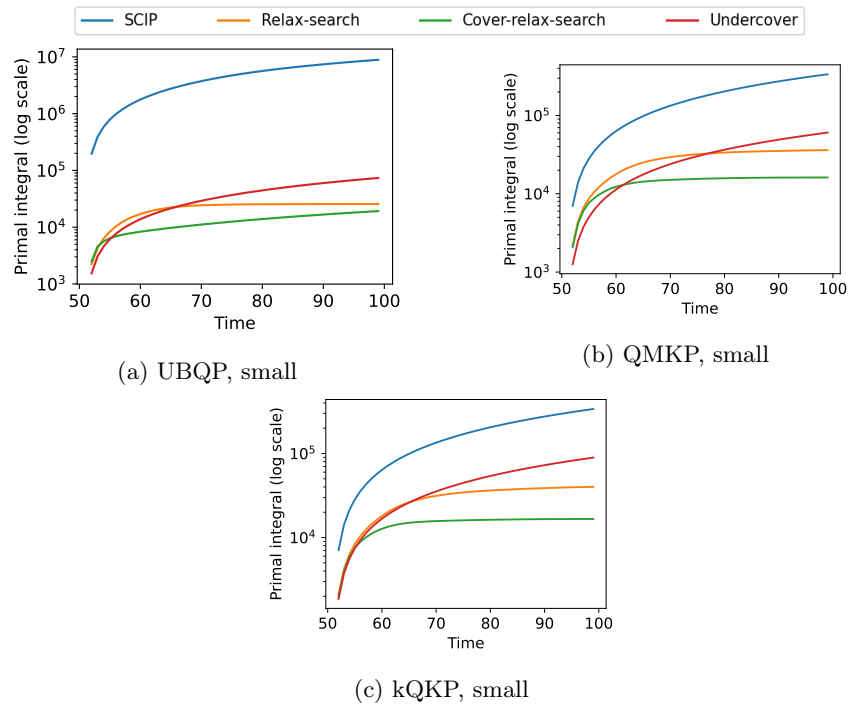 SCIP Relax-search Cover-relax-search Undercover
Primal integral (log scale)
10^7
10^6
10^5
10^4
10^3
50 60 70 80 90 100
Time
(a) UBQP, small
Primal integral (log scale)
10^5
10^4
10^3
50 60 70 80 90 100
Time
(b) QMKP, small
Primal integral (log scale)
10^5
10^4
50 60 70 80 90 100
Time
(c) kQKP, small